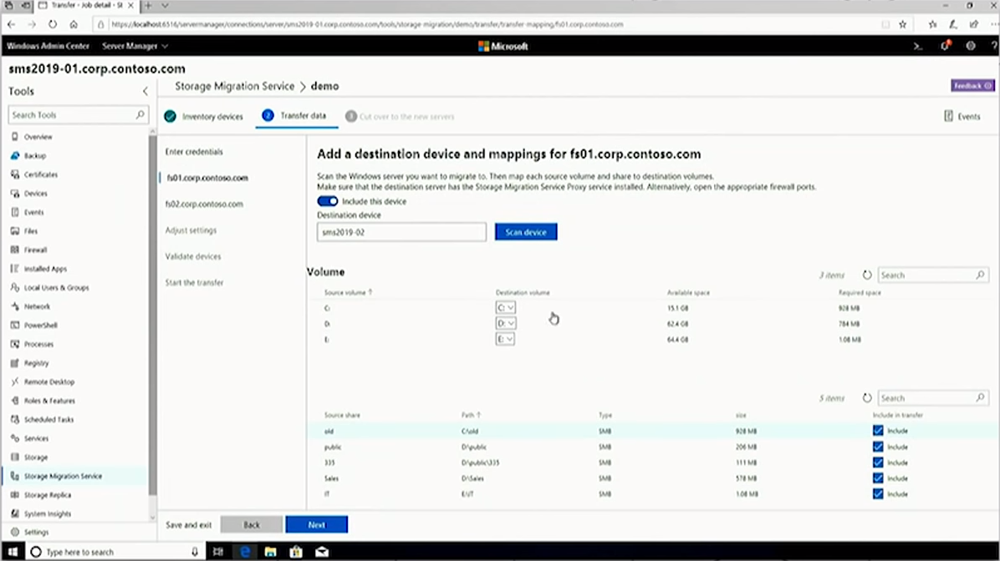 Transfer - Job detail - St
https://localhost:6516/servermanager/connections/server/sms2019-01.corp.contoso.com/tools/storage-migration/demo/transfer/transfer-mapping/fs01.corp.contoso.com
Windows Admin Center Server Manager Microsoft
sms2019-01.corp.contoso.com
Tools
Storage Migration Service > demo
Feedback
Search Tools
Inventory devices
2 Transfer data
3 Cut over to the new servers
Events
Overview
Backup
Certificates
Devices
Events
Files
Firewall
Installed Apps
Local Users & Groups
Network
PowerShell
Processes
Registry
Remote Desktop
Roles & Features
Scheduled Tasks
Services
Storage
Storage Migration Service
Storage Replica
System Insights
Settings
Enter credentials
fs01.corp.contoso.com
fs02.corp.contoso.com
Adjust settings
Validate devices
Start the transfer
Add a destination device and mappings for fs01.corp.contoso.com
Scan the Windows server you want to migrate to. Then map each source volume and share to destination volumes.
Make sure that the destination server has the Storage Migration Service Proxy service installed. Alternatively, open the appropriate firewall ports.
Include this device
Destination device
sms2019-02 Scan device
Volume
3 items Search
Source volume ↑ Destination volume Available space Required space
C: C: 15.1 GB 928 MB
D: D: 62.4 GB 784 MB
E: E: 64.4 GB 1.08 MB
5 items Search
Source share Path ↑ Type size Include in transfer
old C:\old SMB 928 MB Include
public D:\public SMB 206 MB Include
335 D:\public\335 SMB 111 MB Include
Sales D:\Sales SMB 578 MB Include
IT E:\IT SMB 1.08 MB Include
Save and exit Back Next
Type here to search